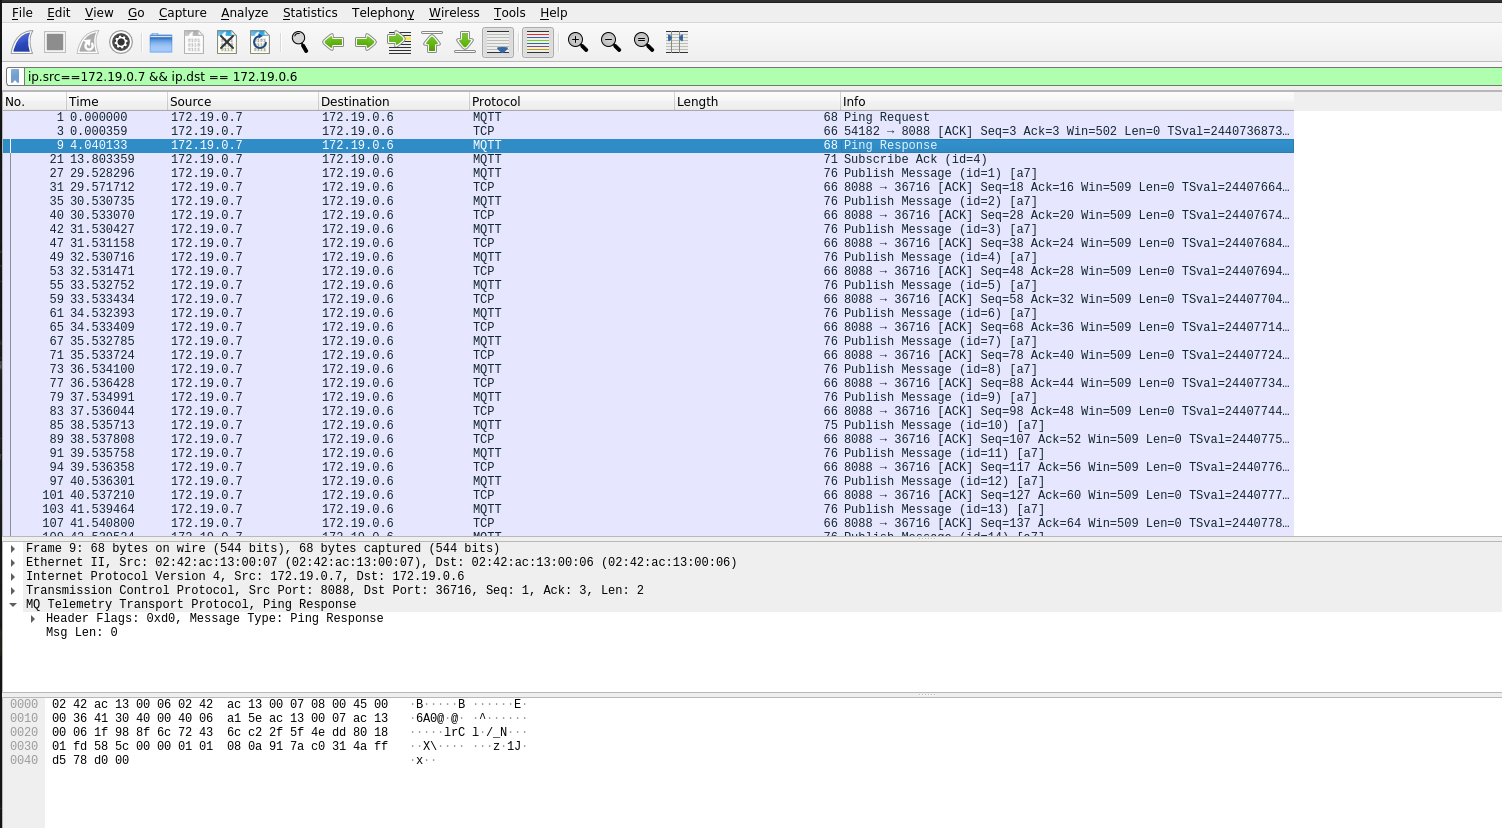 File Edit View Go Capture Analyze Statistics Telephony Wireless Tools Help
ip.src==172.19.0.7 && ip.dst == 172.19.0.6
No. Time Source Destination Protocol Length Info
1 0.000000 172.19.0.7 172.19.0.6 MQTT 68 Ping Request
3 0.000359 172.19.0.7 172.19.0.6 TCP 66 54182 → 8088 [ACK] Seq=3 Ack=3 Win=502 Len=0 TSval=2440736873…
9 4.040133 172.19.0.7 172.19.0.6 MQTT 68 Ping Response
21 13.803359 172.19.0.7 172.19.0.6 MQTT 71 Subscribe Ack (id=4)
27 29.528296 172.19.0.7 172.19.0.6 MQTT 76 Publish Message (id=1) [a7]
31 29.571712 172.19.0.7 172.19.0.6 TCP 66 8088 → 36716 [ACK] Seq=18 Ack=16 Win=509 Len=0 TSval=24407664…
35 30.530735 172.19.0.7 172.19.0.6 MQTT 76 Publish Message (id=2) [a7]
40 30.533070 172.19.0.7 172.19.0.6 TCP 66 8088 → 36716 [ACK] Seq=28 Ack=20 Win=509 Len=0 TSval=24407674…
42 31.530427 172.19.0.7 172.19.0.6 MQTT 76 Publish Message (id=3) [a7]
47 31.531158 172.19.0.7 172.19.0.6 TCP 66 8088 → 36716 [ACK] Seq=38 Ack=24 Win=509 Len=0 TSval=24407684…
49 32.530716 172.19.0.7 172.19.0.6 MQTT 76 Publish Message (id=4) [a7]
53 32.531471 172.19.0.7 172.19.0.6 TCP 66 8088 → 36716 [ACK] Seq=48 Ack=28 Win=509 Len=0 TSval=24407694…
55 33.532752 172.19.0.7 172.19.0.6 MQTT 76 Publish Message (id=5) [a7]
59 33.533434 172.19.0.7 172.19.0.6 TCP 66 8088 → 36716 [ACK] Seq=58 Ack=32 Win=509 Len=0 TSval=24407704…
61 34.532393 172.19.0.7 172.19.0.6 MQTT 76 Publish Message (id=6) [a7]
65 34.533409 172.19.0.7 172.19.0.6 TCP 66 8088 → 36716 [ACK] Seq=68 Ack=36 Win=509 Len=0 TSval=24407714…
67 35.532785 172.19.0.7 172.19.0.6 MQTT 76 Publish Message (id=7) [a7]
71 35.533724 172.19.0.7 172.19.0.6 TCP 66 8088 → 36716 [ACK] Seq=78 Ack=40 Win=509 Len=0 TSval=24407724…
73 36.534100 172.19.0.7 172.19.0.6 MQTT 76 Publish Message (id=8) [a7]
77 36.536428 172.19.0.7 172.19.0.6 TCP 66 8088 → 36716 [ACK] Seq=88 Ack=44 Win=509 Len=0 TSval=24407734…
79 37.534991 172.19.0.7 172.19.0.6 MQTT 76 Publish Message (id=9) [a7]
83 37.536044 172.19.0.7 172.19.0.6 TCP 66 8088 → 36716 [ACK] Seq=98 Ack=48 Win=509 Len=0 TSval=24407744…
85 38.535713 172.19.0.7 172.19.0.6 MQTT 75 Publish Message (id=10) [a7]
89 38.537808 172.19.0.7 172.19.0.6 TCP 66 8088 → 36716 [ACK] Seq=107 Ack=52 Win=509 Len=0 TSval=2440775…
91 39.535758 172.19.0.7 172.19.0.6 MQTT 76 Publish Message (id=11) [a7]
94 39.536358 172.19.0.7 172.19.0.6 TCP 66 8088 → 36716 [ACK] Seq=117 Ack=56 Win=509 Len=0 TSval=2440776…
97 40.536301 172.19.0.7 172.19.0.6 MQTT 76 Publish Message (id=12) [a7]
101 40.537210 172.19.0.7 172.19.0.6 TCP 66 8088 → 36716 [ACK] Seq=127 Ack=60 Win=509 Len=0 TSval=2440777…
103 41.539464 172.19.0.7 172.19.0.6 MQTT 76 Publish Message (id=13) [a7]
107 41.540800 172.19.0.7 172.19.0.6 TCP 66 8088 → 36716 [ACK] Seq=137 Ack=64 Win=509 Len=0 TSval=2440778…
Frame 9: 68 bytes on wire (544 bits), 68 bytes captured (544 bits)
Ethernet II, Src: 02:42:ac:13:00:07 (02:42:ac:13:00:07), Dst: 02:42:ac:13:00:06 (02:42:ac:13:00:06)
Internet Protocol Version 4, Src: 172.19.0.7, Dst: 172.19.0.6
Transmission Control Protocol, Src Port: 8088, Dst Port: 36716, Seq: 1, Ack: 3, Len: 2
MQ Telemetry Transport Protocol, Ping Response
Header Flags: 0xd0, Message Type: Ping Response
Msg Len: 0
0000 02 42 ac 13 00 06 02 42 ac 13 00 07 08 00 45 00 ·B·····B ······E·
0010 00 36 41 30 40 00 40 06 a1 5e ac 13 00 07 ac 13 ·6A0@·@· ·^······
0020 00 06 1f 98 8f 6c 72 43 6c c2 2f 5f 4e dd 80 18 ·····lrC l·/_N···
0030 01 fd 58 5c 00 00 01 01 08 0a 91 7a c0 31 4a ff ··X\···· ···z·1J·
0040 d5 78 d0 00 ·x··